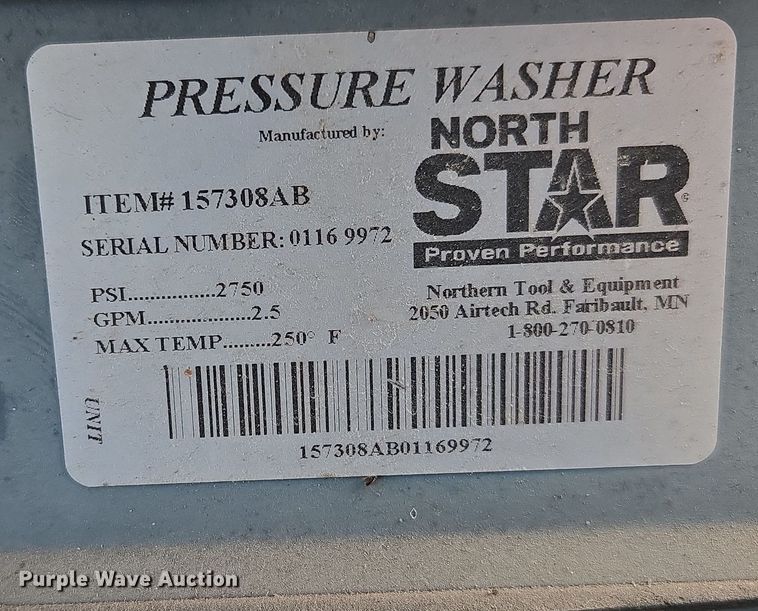 PRESSURE WASHER
Manufactured by:
NORTH
STAR
Proven Performance
ITEM# 157308AB
SERIAL NUMBER: 0116 9972
PSI................2750
GPM...................2.5
MAX TEMP.........250° F
Northern Tool & Equipment
2050 Airtech Rd. Faribault, MN
1-800-270-0810
UNIT
157308AB01169972
Purple Wave Auction